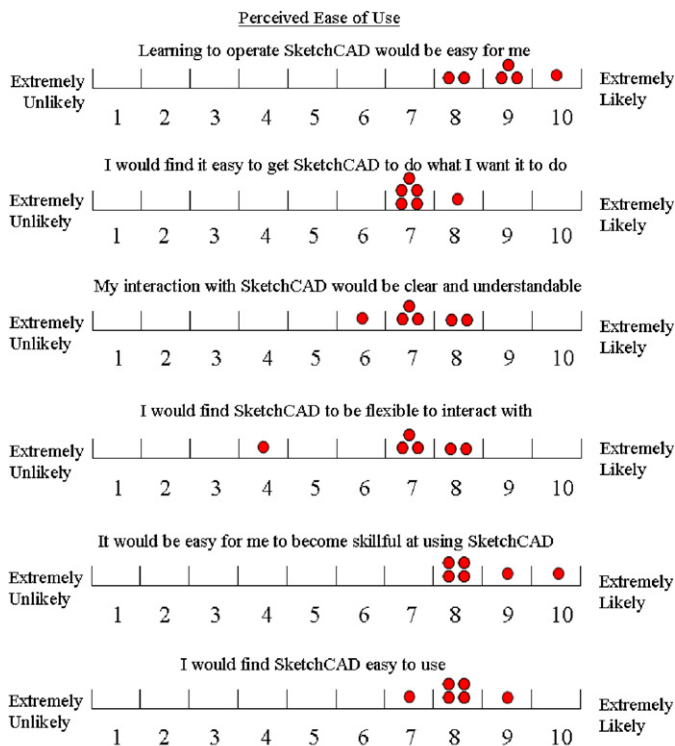 Perceived Ease of Use
Learning to operate SketchCAD would be easy for me
Extremely Unlikely
Extremely Likely
1 2 3 4 5 6 7 8 9 10
I would find it easy to get SketchCAD to do what I want it to do
Extremely Unlikely
Extremely Likely
1 2 3 4 5 6 7 8 9 10
My interaction with SketchCAD would be clear and understandable
Extremely Unlikely
Extremely Likely
1 2 3 4 5 6 7 8 9 10
I would find SketchCAD to be flexible to interact with
Extremely Unlikely
Extremely Likely
1 2 3 4 5 6 7 8 9 10
It would be easy for me to become skillful at using SketchCAD
Extremely Unlikely
Extremely Likely
1 2 3 4 5 6 7 8 9 10
I would find SketchCAD easy to use
Extremely Unlikely
Extremely Likely
1 2 3 4 5 6 7 8 9 10